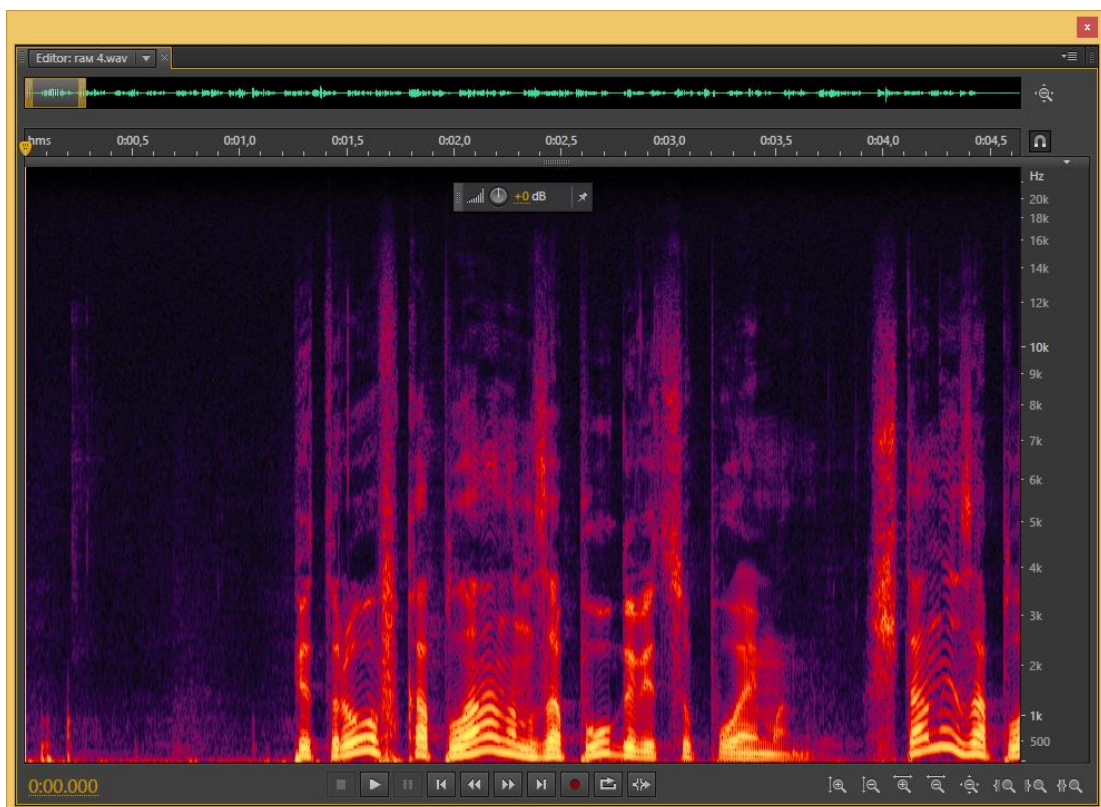 x
Editor: гам 4.wav
hms 0:00,5 0:01,0 0:01,5 0:02,0 0:02,5 0:03,0 0:03,5 0:04,0 0:04,5
+0 dB
Hz
20k
18k
16k
14k
12k
10k
9k
8k
7k
6k
5k
4k
3k
2k
1k
500
0:00.000